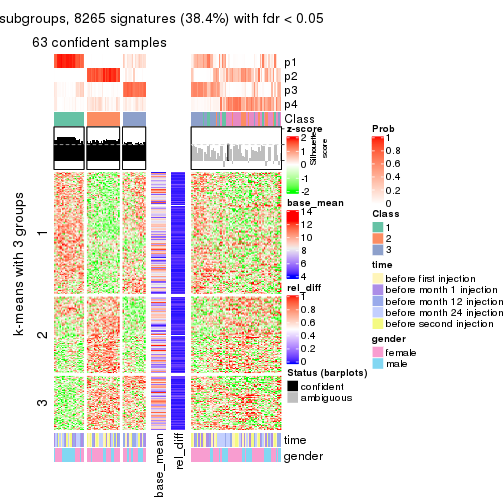 subgroups, 8265 signatures (38.4%) with fdr < 0.05
63 confident samples
p1
p2
p3
p4
Class
Silhouette
score
k-means with 3 groups
1
2
3
time
gender
base_mean
rel_diff
z-score
2
1
0
-1
-2
base_mean
14
12
10
8
6
4
rel_diff
1
0.8
0.6
0.4
0.2
0
Status (barplots)
confident
ambiguous
Prob
1
0.8
0.6
0.4
0.2
0
Class
1
2
3
time
before first injection
before month 1 injection
before month 12 injection
before month 24 injection
before second injection
gender
female
male